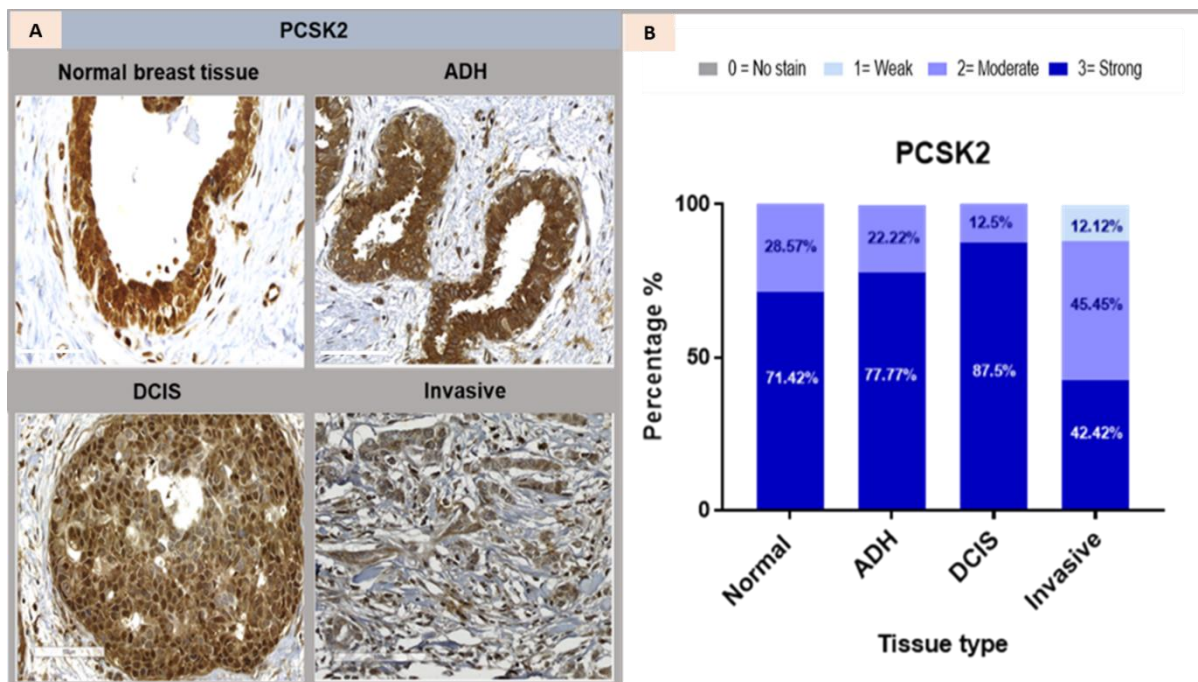 A
PCSK2
Normal breast tissue
ADH
DCIS
Invasive
B
0 = No stain 1= Weak 2= Moderate 3= Strong
PCSK2
Percentage %
100
50
0
28.57%
71.42%
22.22%
77.77%
12.5%
87.5%
12.12%
45.45%
42.42%
Normal
ADH
DCIS
Invasive
Tissue type